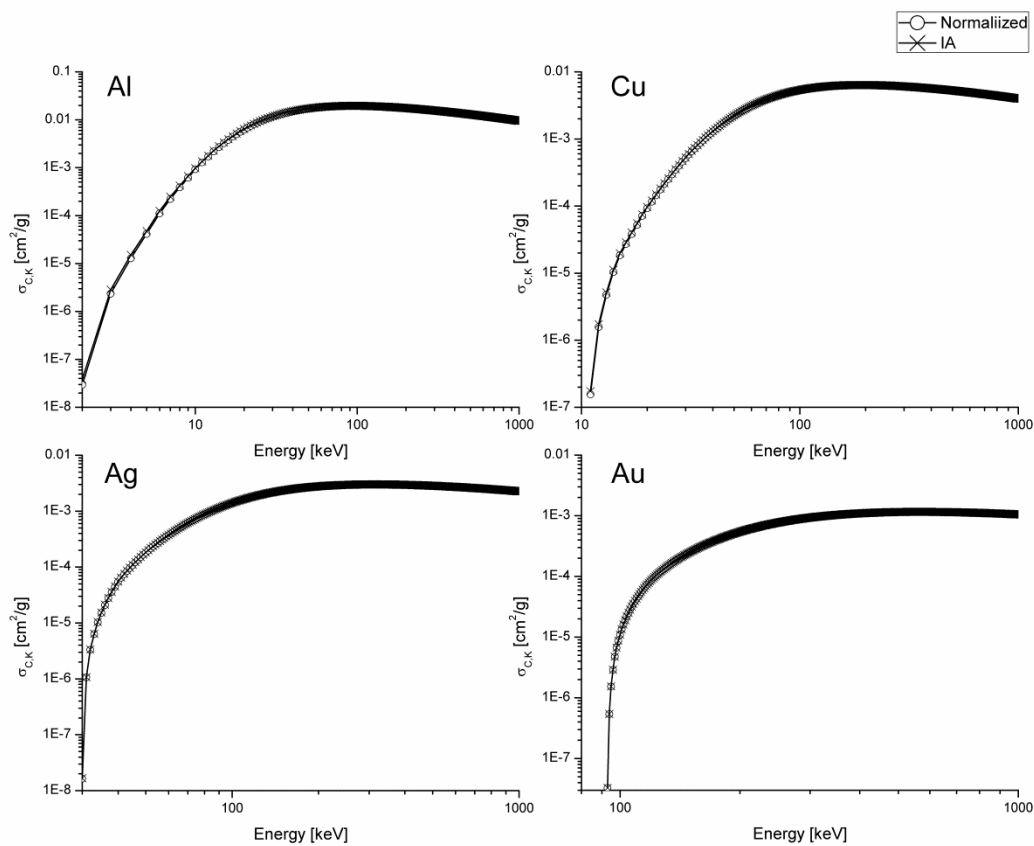 Normaliized
IA
Al
0.1
0.01
1E-3
1E-4
1E-5
1E-6
1E-7
1E-8
σC,K [cm²/g]
10
100
1000
Energy [keV]
Cu
0.01
1E-3
1E-4
1E-5
1E-6
1E-7
σC,K [cm²/g]
10
100
1000
Energy [keV]
Ag
0.01
1E-3
1E-4
1E-5
1E-6
1E-7
1E-8
σC,K [cm²/g]
100
1000
Energy [keV]
Au
1E-3
1E-4
1E-5
1E-6
1E-7
σC,K [cm²/g]
100
1000
Energy [keV]